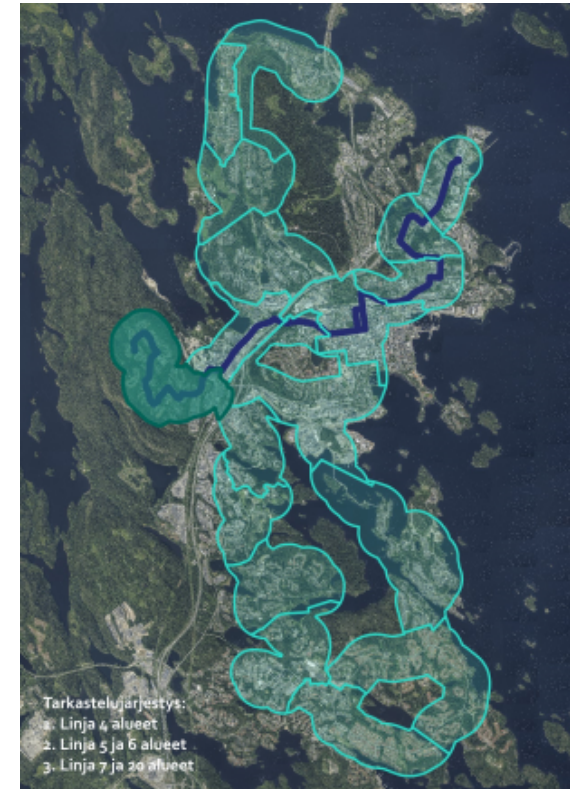 Tarkastelujärjestys:
1. Linja 4 alueet
2. Linja 5 ja 6 alueet
3. Linja 7 ja 20 alueet